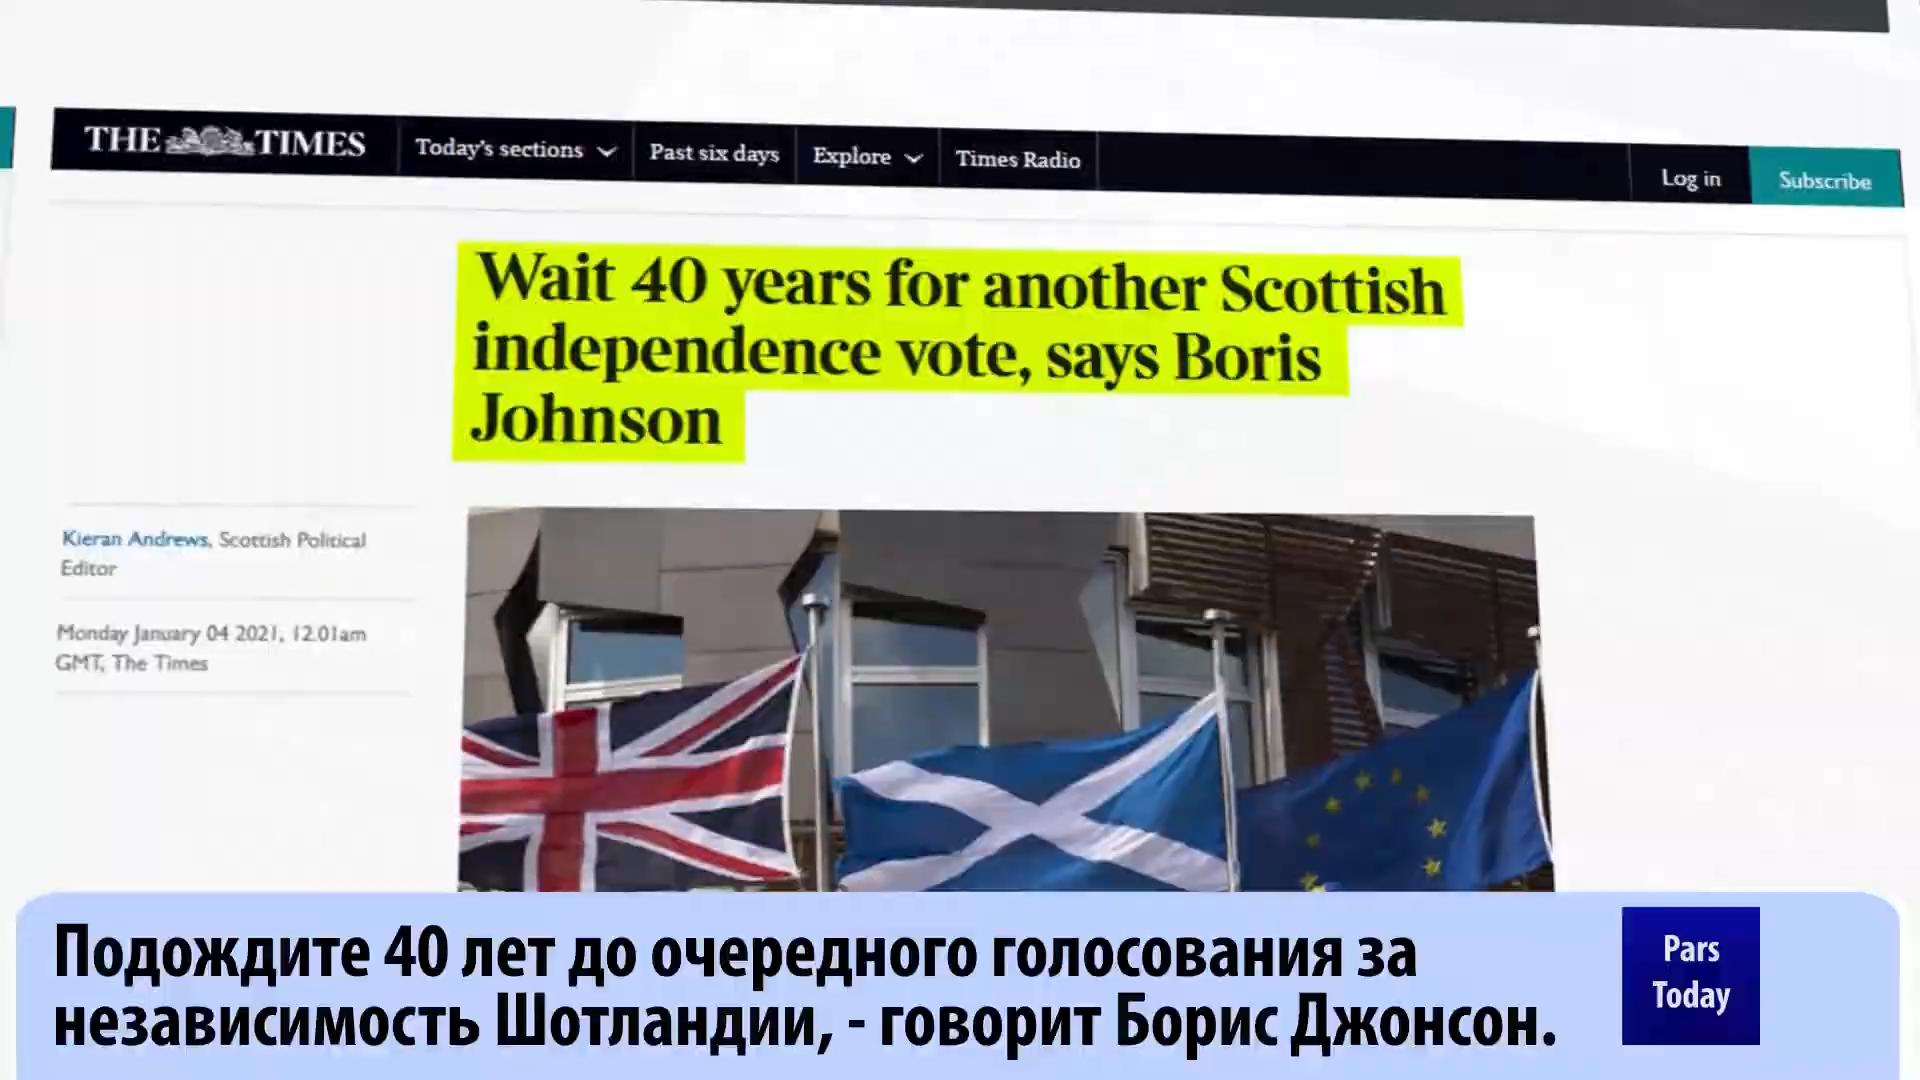 THE TIMES
Today's sections
Past six days
Explore
Times Radio
Log in
Subscribe
Wait 40 years for another Scottish
independence vote, says Boris
Johnson
Kieran Andrews, Scottish Political
Editor
Monday January 04 2021, 12.01am
GMT, The Times
Подождите 40 лет до очередного голосования за
независимость Шотландии, - говорит Борис Джонсон.
Pars
Today